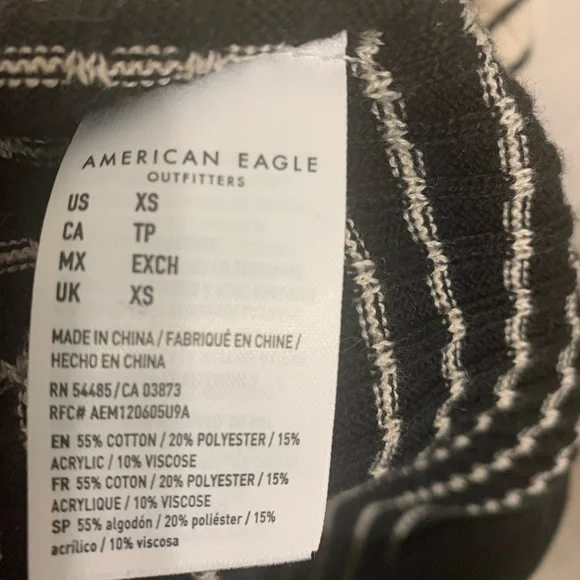 AMERICAN EAGLE
OUTFITTERS
US XS
CA TP
MX EXCH
UK XS
MADE IN CHINA / FABRIQUÉ EN CHINE /
HECHO EN CHINA
RN 54485/CA 03873
RFC# AEM120605U9A
EN 55% COTTON / 20% POLYESTER / 15%
ACRYLIC / 10% VISCOSE
FR 55% COTON / 20% POLYESTER / 15%
ACRYLIQUE / 10% VISCOSE
SP 55% algodón / 20% poliéster / 15%
acrílico / 10% viscosa